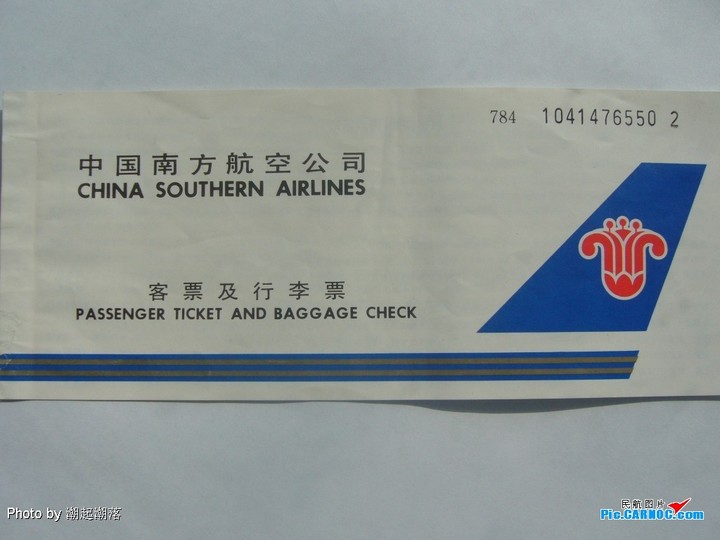 784 1041476550 2
中国南方航空公司
CHINA SOUTHERN AIRLINES
客票及行李票
PASSENGER TICKET AND BAGGAGE CHECK
Photo by 潮起潮落
民航图片
Pic.CARNOC.com